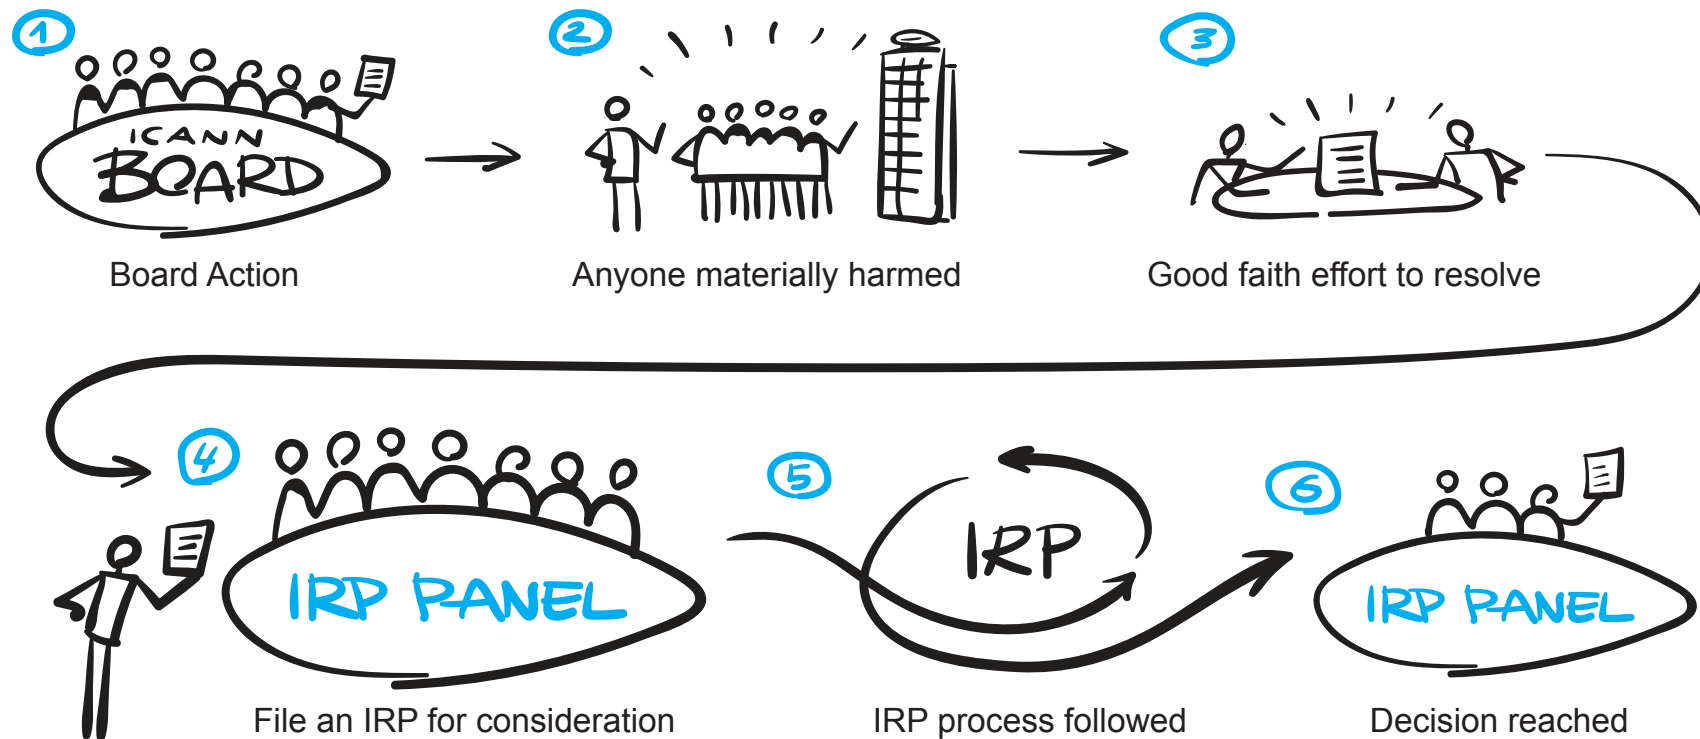 1
ICANN
BOARD
Board Action
2
Anyone materially harmed
3
Good faith effort to resolve
4
IRP PANEL
File an IRP for consideration
5
IRP
IRP process followed
6
IRP PANEL
Decision reached